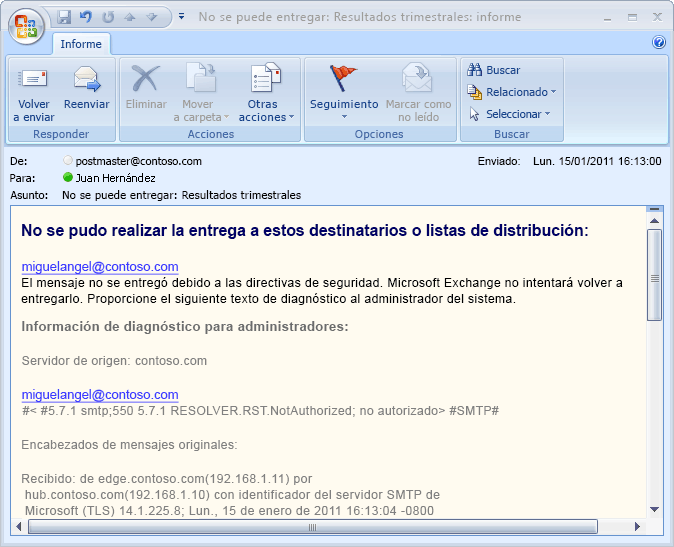 No se puede entregar: Resultados trimestrales: informe
Informe
Volver a enviar
Reenviar
Eliminar
Mover a carpeta
Otras acciones
Seguimiento
Marcar como no leído
Buscar
Relacionado
Seleccionar
Responder
Acciones
Opciones
Buscar
De: postmaster@contoso.com
Enviado: Lun. 15/01/2011 16:13:00
Para: Juan Hernández
Asunto: No se puede entregar: Resultados trimestrales
No se pudo realizar la entrega a estos destinatarios o listas de distribución:
miguelangel@contoso.com
El mensaje no se entregó debido a las directivas de seguridad. Microsoft Exchange no intentará volver a
entregarlo. Proporcione el siguiente texto de diagnóstico al administrador del sistema.
Información de diagnóstico para administradores:
Servidor de origen: contoso.com
miguelangel@contoso.com
#< #5.7.1 smtp;550 5.7.1 RESOLVER.RST.NotAuthorized; no autorizado> #SMTP#
Encabezados de mensajes originales:
Recibido: de edge.contoso.com(192.168.1.11) por
hub.contoso.com(192.168.1.10) con identificador del servidor SMTP de
Microsoft (TLS) 14.1.225.8; Lun., 15 de enero de 2011 16:13:04 -0800